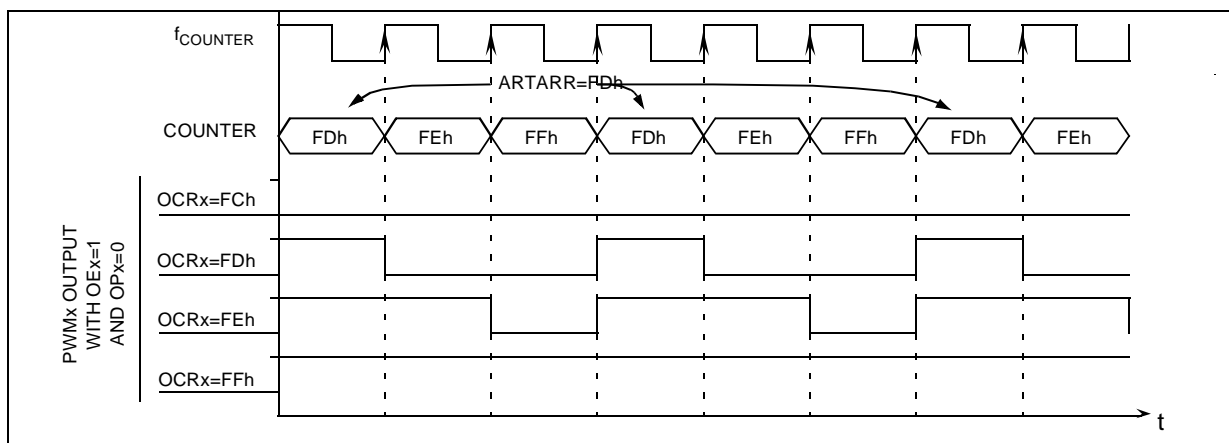 fCOUNTER
ARTARR=FDh
COUNTER
FDh FEh FFh FDh FEh FFh FDh FEh
PWMx OUTPUT
WITH OEx=1
AND OPx=0
OCRx=FCh
OCRx=FDh
OCRx=FEh
OCRx=FFh
t